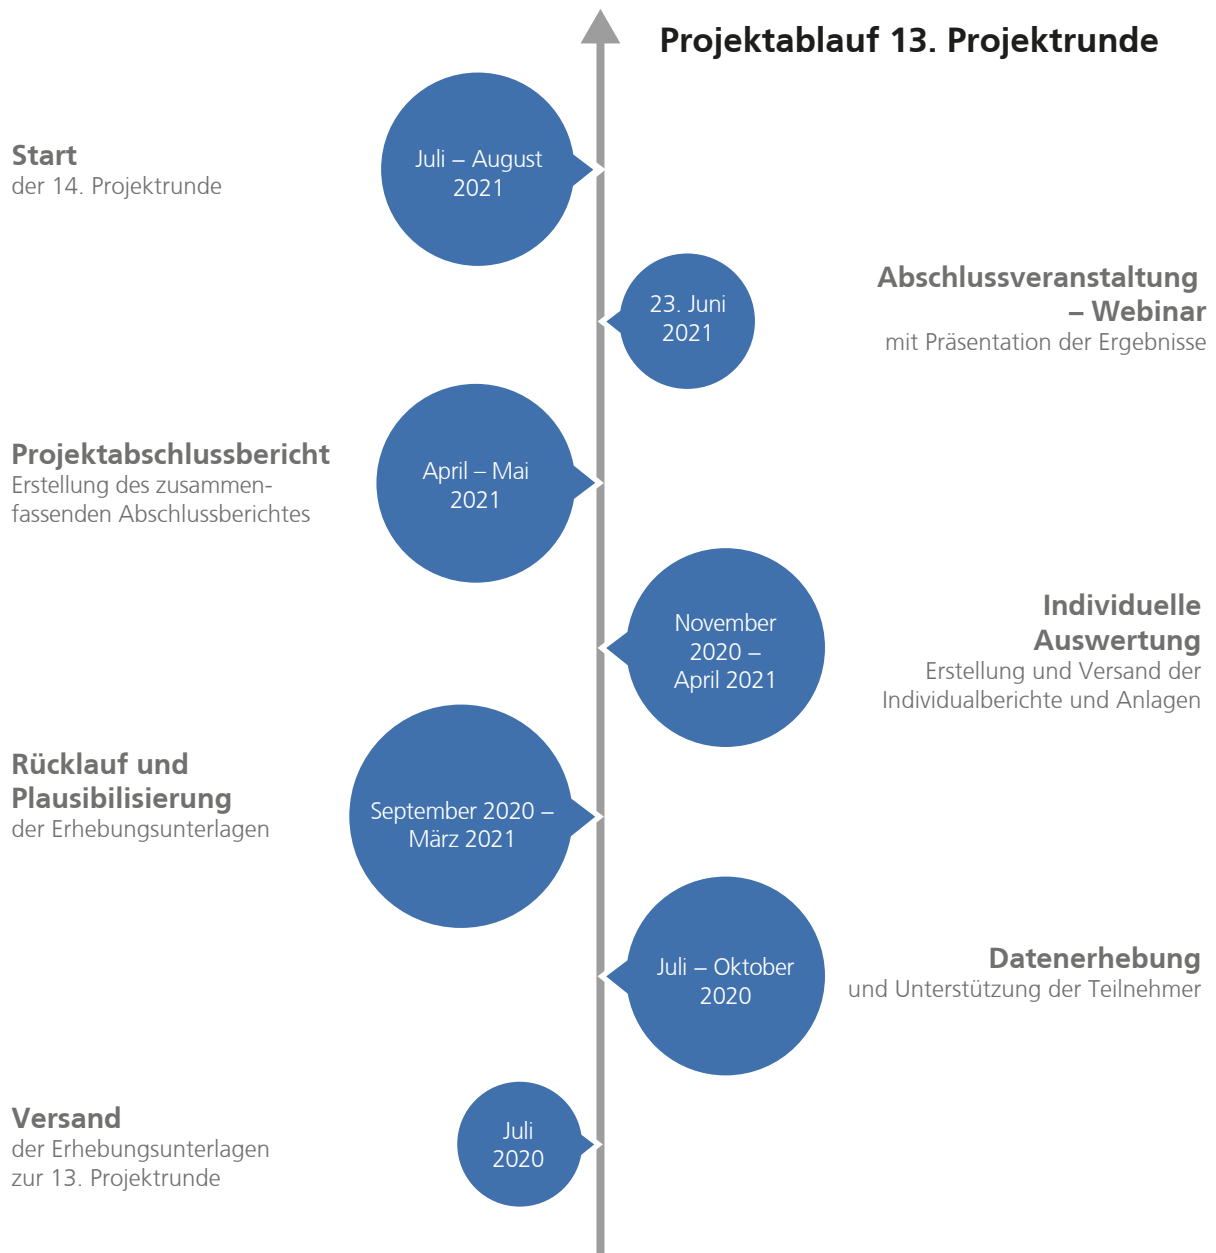 Projektablauf 13. Projektrunde
Start
der 14. Projektrunde
Juli – August
2021
23. Juni
2021
Abschlussveranstaltung
– Webinar
mit Präsentation der Ergebnisse
Projektabschlussbericht
Erstellung des zusammen-
fassenden Abschlussberichtes
April – Mai
2021
November
2020 –
April 2021
Individuelle
Auswertung
Erstellung und Versand der
Individualberichte und Anlagen
Rücklauf und
Plausibilisierung
der Erhebungsunterlagen
September 2020 –
März 2021
Juli – Oktober
2020
Datenerhebung
und Unterstützung der Teilnehmer
Versand
der Erhebungsunterlagen
zur 13. Projektrunde
Juli
2020